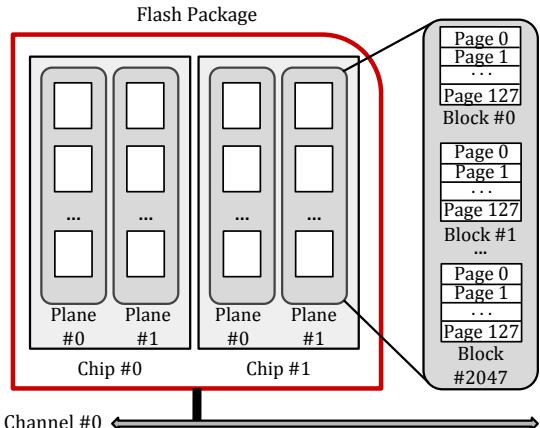 Flash Package
...
...
...
...
Plane #0
Plane #1
Plane #0
Plane #1
Chip #0
Chip #1
Page 0
Page 1
...
Page 127
Block #0
Page 0
Page 1
...
Page 127
Block #1
...
Page 0
Page 1
...
Page 127
Block
#2047
Channel #0